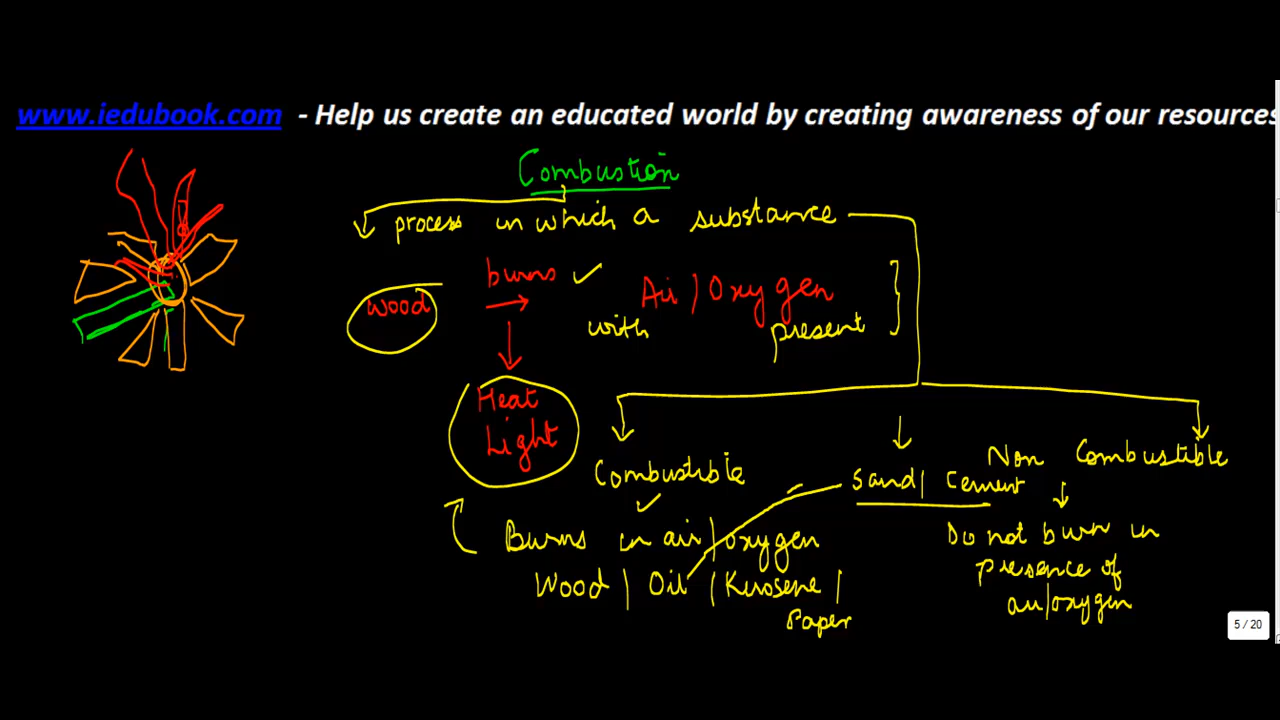 www.iedubook.com - Help us create an educated world by creating awareness of our resources
Combustion
process in which a substance
Wood burns Air / Oxygen
with present
Heat
Light
Combustible
Burns in air / oxygen
Wood | Oil | Kerosene |
Paper
Sand / Cement
Non Combustible
Do not burn in
presence of
air/oxygen
5 / 20